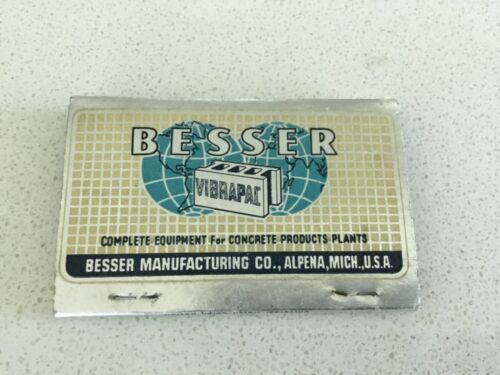 BESSER
VIBRAPAC
COMPLETE EQUIPMENT For CONCRETE PRODUCTS PLANTS
BESSER MANUFACTURING CO., ALPENA, MICH., U.S.A.